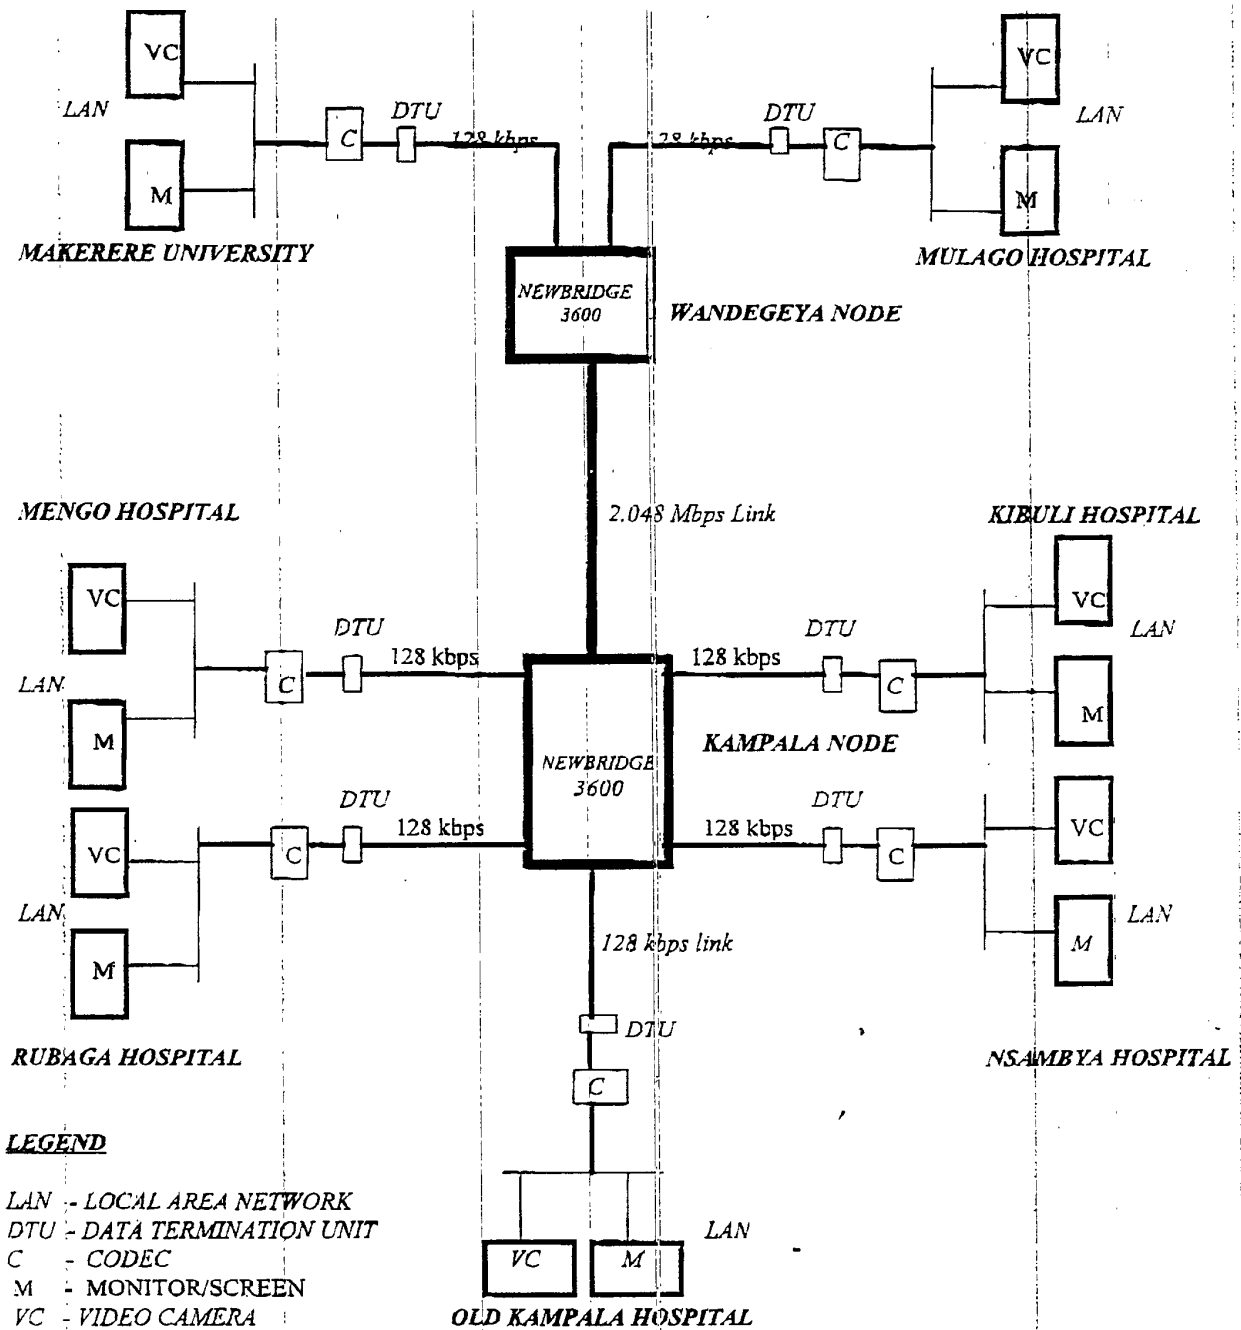 VC
VC
LAN
DTU
DTU
LAN
C
128 kbps
28 kbps
C
M
M
MAKERERE UNIVERSITY
MULAGO HOSPITAL
NEWBRIDGE
3600
WANDEGEYA NODE
MENGO HOSPITAL
2.048 Mbps Link
KIBULI HOSPITAL
VC
VC
DTU
DTU
LAN
128 kbps
128 kbps
LAN
C
C
M
M
KAMPALA NODE
NEWBRIDGE
3600
DTU
DTU
128 kbps
128 kbps
VC
VC
C
C
LAN
LAN
128 kbps link
M
M
DTU
RUBAGA HOSPITAL
NSAMBYA HOSPITAL
C
LEGEND
LAN - LOCAL AREA NETWORK
DTU - DATA TERMINATION UNIT
C - CODEC
M - MONITOR/SCREEN
VC - VIDEO CAMERA
LAN
VC
M
OLD KAMPALA HOSPITAL